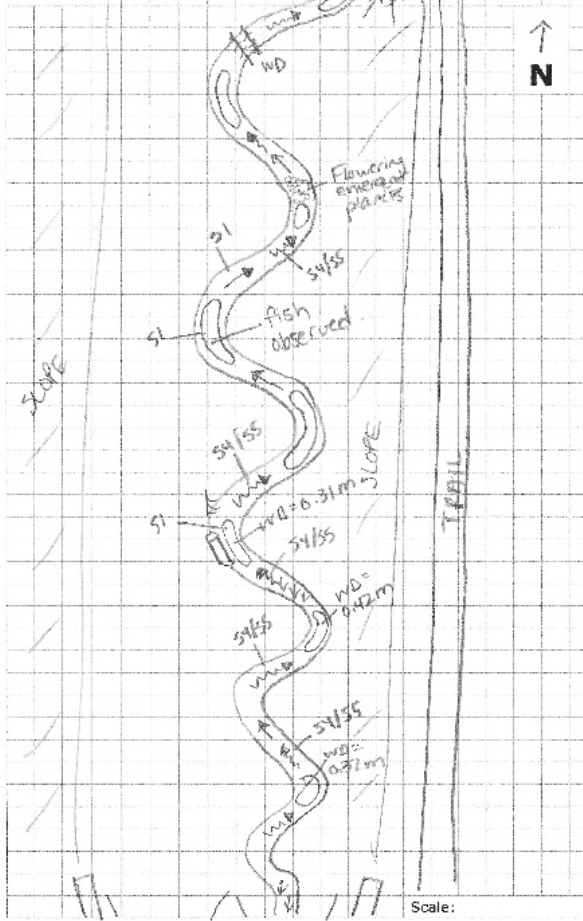 N
WD
Flowering
emergent
plants
S1
S4/S5
fish
observed
S1
SLOPE
SLOPE
S4/S5
TRAIL
WD=0.31m
S1
S4/S5
WD=
0.42m
S4/S5
S4/S5
WD=
0.32m
Scale: